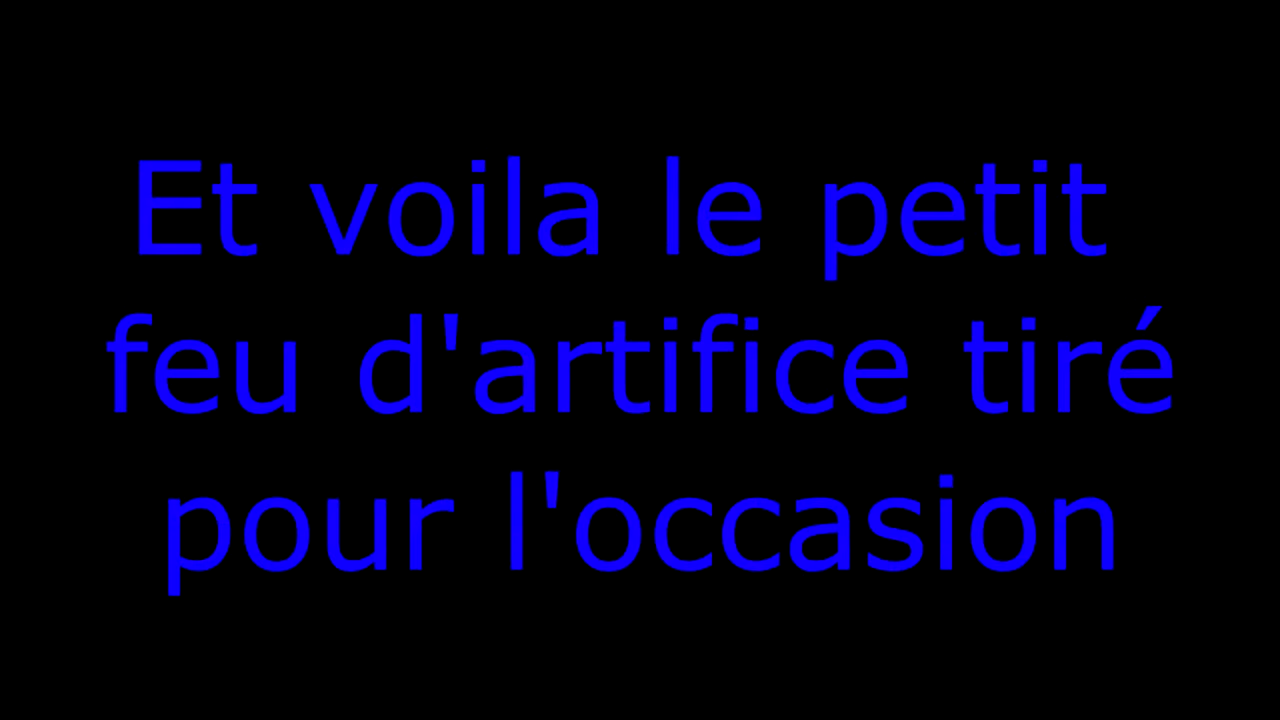 Et voila le petit
feu d'artifice tiré
pour l'occasion